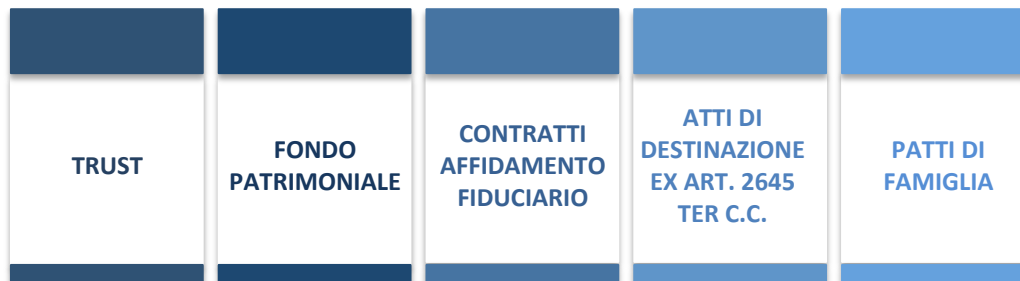 TRUST
FONDO
PATRIMONIALE
CONTRATTI
AFFIDAMENTO
FIDUCIARIO
ATTI DI
DESTINAZIONE
EX ART. 2645
TER C.C.
PATTI DI
FAMIGLIA